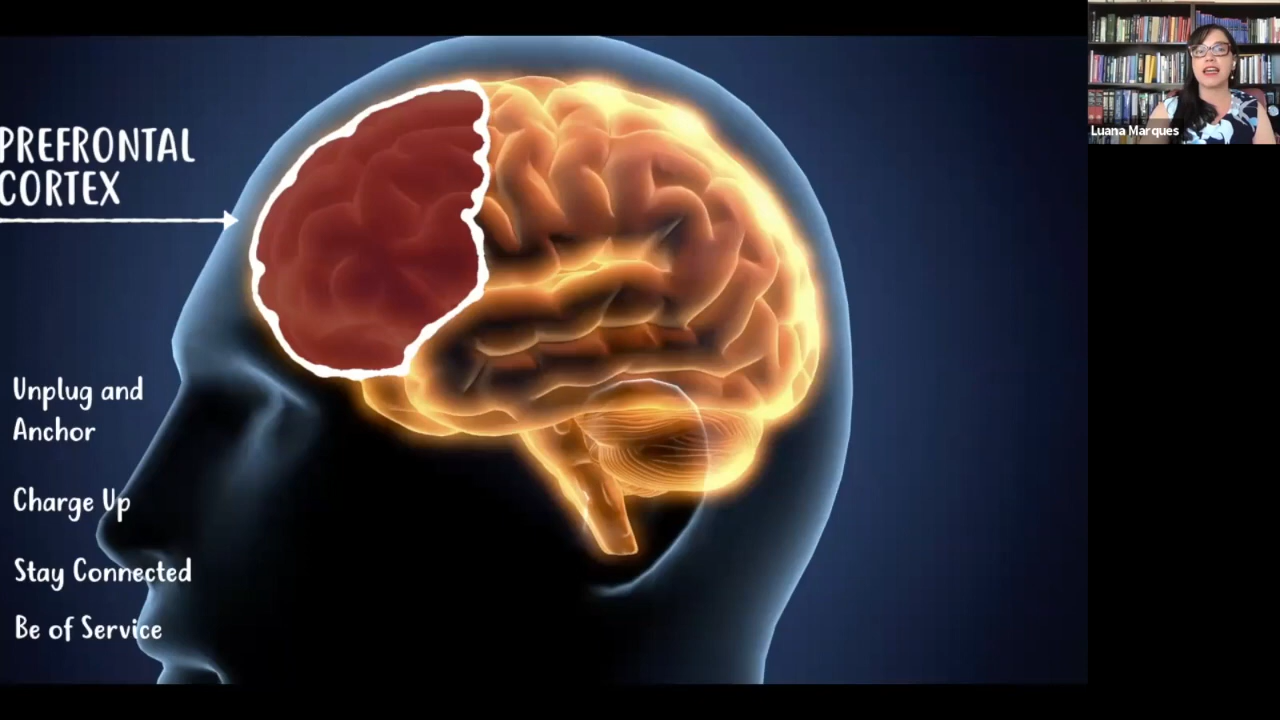 PREFRONTAL
CORTEX
Unplug and
Anchor
Charge Up
Stay Connected
Be of Service
Luana Marques